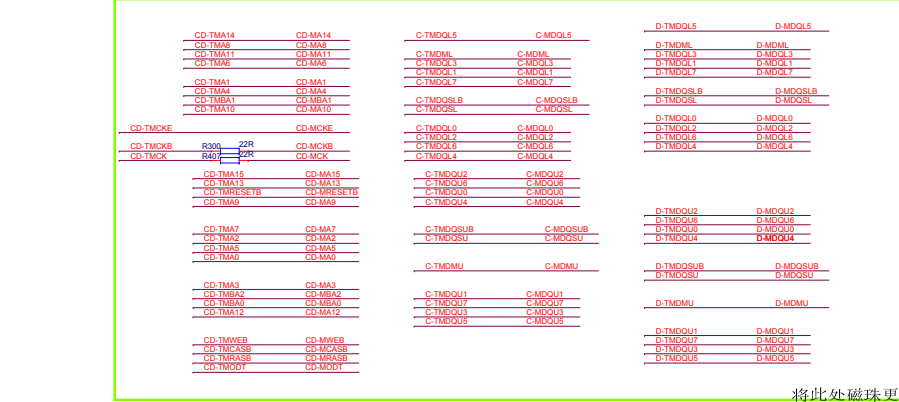 CD-TMA14 CD-MA14
CD-TMA8 CD-MA8
CD-TMA11 CD-MA11
CD-TMA6 CD-MA6
CD-TMA1 CD-MA1
CD-TMA4 CD-MA4
CD-TMBA1 CD-MBA1
CD-TMA10 CD-MA10
CD-TMCKE CD-MCKE
CD-TMCKB R300 22R CD-MCKB
CD-TMCK R407 22R CD-MCK
CD-TMA15 CD-MA15
CD-TMA13 CD-MA13
CD-TMRESETB CD-MRESETB
CD-TMA9 CD-MA9
CD-TMA7 CD-MA7
CD-TMA2 CD-MA2
CD-TMA5 CD-MA5
CD-TMA0 CD-MA0
CD-TMA3 CD-MA3
CD-TMBA2 CD-MBA2
CD-TMBA0 CD-MBA0
CD-TMA12 CD-MA12
CD-TMWEB CD-MWEB
CD-TMCASB CD-MCASB
CD-TMRASB CD-MRASB
CD-TMODT CD-MODT
C-TMDQL5 C-MDQL5
C-TMDML C-MDML
C-TMDQL3 C-MDQL3
C-TMDQL1 C-MDQL1
C-TMDQL7 C-MDQL7
C-TMDQSLB C-MDQSLB
C-TMDQSL C-MDQSL
C-TMDQL0 C-MDQL0
C-TMDQL2 C-MDQL2
C-TMDQL6 C-MDQL6
C-TMDQL4 C-MDQL4
C-TMDQU2 C-MDQU2
C-TMDQU6 C-MDQU6
C-TMDQU0 C-MDQU0
C-TMDQU4 C-MDQU4
C-TMDQSUB C-MDQSUB
C-TMDQSU C-MDQSU
C-TMDMU C-MDMU
C-TMDQU1 C-MDQU1
C-TMDQU7 C-MDQU7
C-TMDQU3 C-MDQU3
C-TMDQU5 C-MDQU5
D-TMDQL5 D-MDQL5
D-TMDML D-MDML
D-TMDQL3 D-MDQL3
D-TMDQL1 D-MDQL1
D-TMDQL7 D-MDQL7
D-TMDQSLB D-MDQSLB
D-TMDQSL D-MDQSL
D-TMDQL0 D-MDQL0
D-TMDQL2 D-MDQL2
D-TMDQL6 D-MDQL6
D-TMDQL4 D-MDQL4
D-TMDQU2 D-MDQU2
D-TMDQU6 D-MDQU6
D-TMDQU0 D-MDQU0
D-TMDQU4 D-MDQU4
D-TMDQSUB D-MDQSUB
D-TMDQSU D-MDQSU
D-TMDMU D-MDMU
D-TMDQU1 D-MDQU1
D-TMDQU7 D-MDQU7
D-TMDQU3 D-MDQU3
D-TMDQU5 D-MDQU5
将此处磁珠更